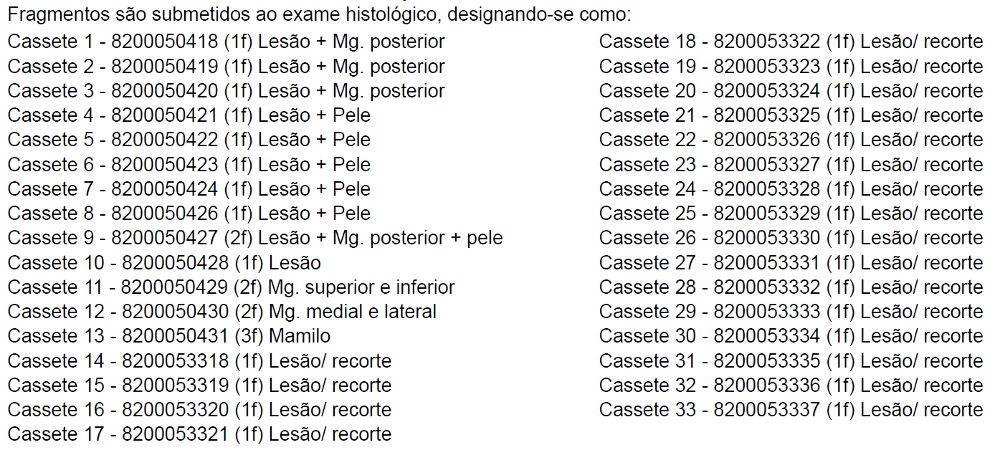 Fragmentos são submetidos ao exame histológico, designando-se como:
Cassete 1 - 8200050418 (1f) Lesão + Mg. posterior
Cassete 2 - 8200050419 (1f) Lesão + Mg. posterior
Cassete 3 - 8200050420 (1f) Lesão + Mg. posterior
Cassete 4 - 8200050421 (1f) Lesão + Pele
Cassete 5 - 8200050422 (1f) Lesão + Pele
Cassete 6 - 8200050423 (1f) Lesão + Pele
Cassete 7 - 8200050424 (1f) Lesão + Pele
Cassete 8 - 8200050426 (1f) Lesão + Pele
Cassete 9 - 8200050427 (2f) Lesão + Mg. posterior + pele
Cassete 10 - 8200050428 (1f) Lesão
Cassete 11 - 8200050429 (2f) Mg. superior e inferior
Cassete 12 - 8200050430 (2f) Mg. medial e lateral
Cassete 13 - 8200050431 (3f) Mamilo
Cassete 14 - 8200053318 (1f) Lesão/ recorte
Cassete 15 - 8200053319 (1f) Lesão/ recorte
Cassete 16 - 8200053320 (1f) Lesão/ recorte
Cassete 17 - 8200053321 (1f) Lesão/ recorte
Cassete 18 - 8200053322 (1f) Lesão/ recorte
Cassete 19 - 8200053323 (1f) Lesão/ recorte
Cassete 20 - 8200053324 (1f) Lesão/ recorte
Cassete 21 - 8200053325 (1f) Lesão/ recorte
Cassete 22 - 8200053326 (1f) Lesão/ recorte
Cassete 23 - 8200053327 (1f) Lesão/ recorte
Cassete 24 - 8200053328 (1f) Lesão/ recorte
Cassete 25 - 8200053329 (1f) Lesão/ recorte
Cassete 26 - 8200053330 (1f) Lesão/ recorte
Cassete 27 - 8200053331 (1f) Lesão/ recorte
Cassete 28 - 8200053332 (1f) Lesão/ recorte
Cassete 29 - 8200053333 (1f) Lesão/ recorte
Cassete 30 - 8200053334 (1f) Lesão/ recorte
Cassete 31 - 8200053335 (1f) Lesão/ recorte
Cassete 32 - 8200053336 (1f) Lesão/ recorte
Cassete 33 - 8200053337 (1f) Lesão/ recorte